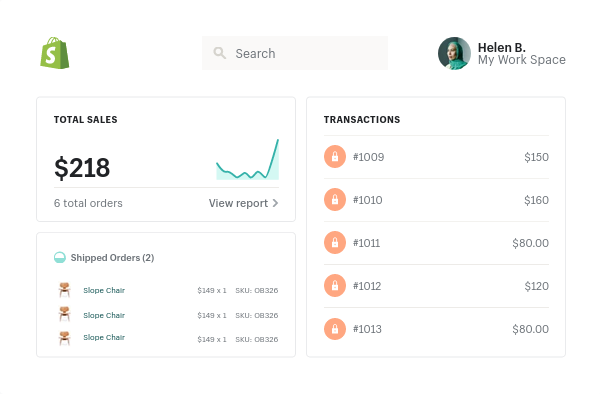 S
Search
Helen B.
My Work Space
TOTAL SALES
$218
6 total orders
View report
Shipped Orders (2)
Slope Chair $149 x 1 SKU: OB326
Slope Chair $149 x 1 SKU: OB326
Slope Chair $149 x 1 SKU: OB326
TRANSACTIONS
#1009 $150
#1010 $160
#1011 $80.00
#1012 $120
#1013 $80.00